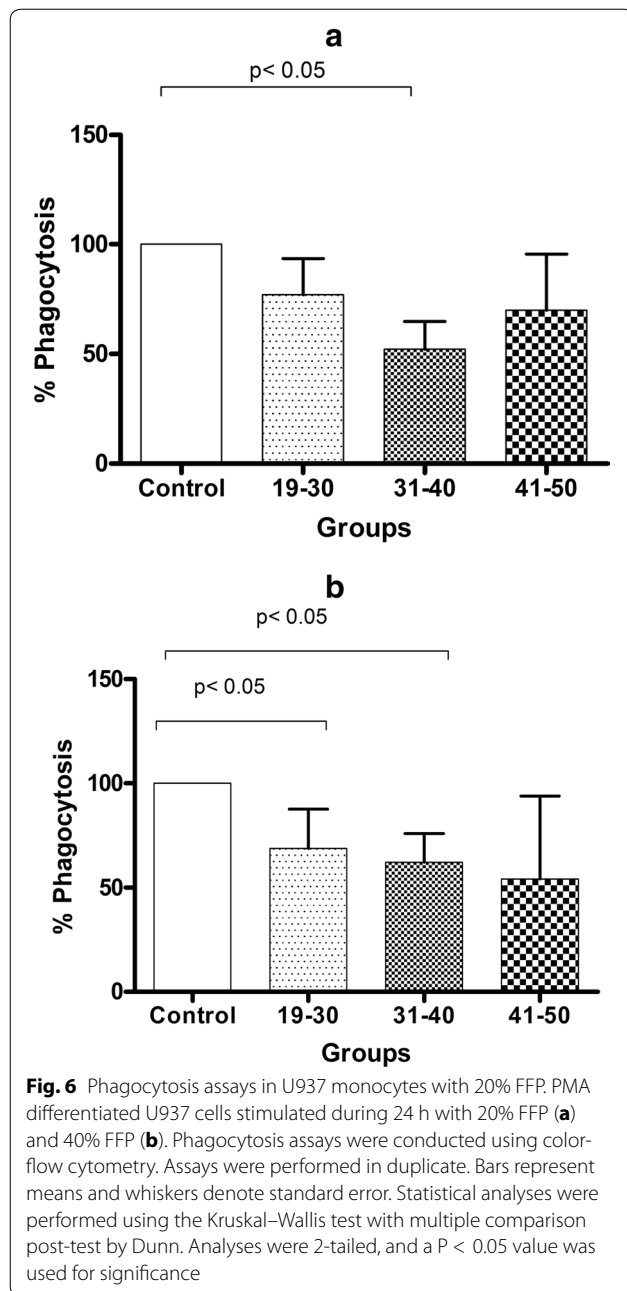 a
p< 0.05
150
100
50
0
% Phagocytosis
Control 19-30 31-40 41-50
Groups
b
p< 0.05
p< 0.05
150
100
50
0
% Phagocytosis
Control 19-30 31-40 41-50
Groups
Fig. 6 Phagocytosis assays in U937 monocytes with 20% FFP. PMA
differentiated U937 cells stimulated during 24 h with 20% FFP (a)
and 40% FFP (b). Phagocytosis assays were conducted using color-
flow cytometry. Assays were performed in duplicate. Bars represent
means and whiskers denote standard error. Statistical analyses were
performed using the Kruskal–Wallis test with multiple comparison
post-test by Dunn. Analyses were 2-tailed, and a P < 0.05 value was
used for significance